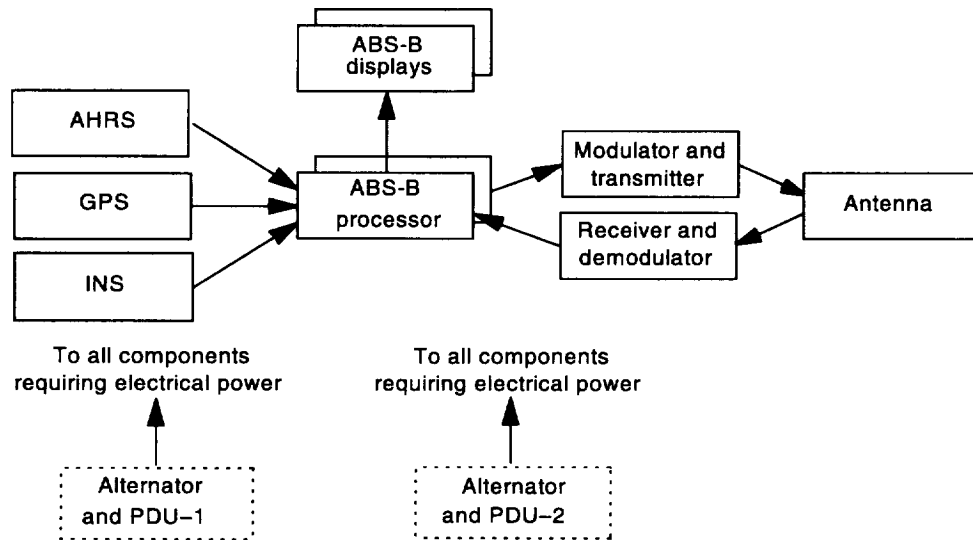 ABS-B
displays
AHRS
GPS
INS
ABS-B
processor
Modulator and
transmitter
Receiver and
demodulator
Antenna
To all components
requiring electrical power
To all components
requiring electrical power
Alternator
and PDU–1
Alternator
and PDU–2